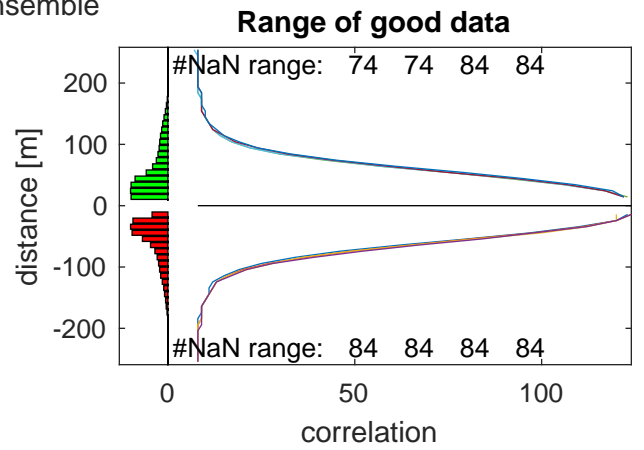 Range of good data
#NaN range: 74 74 84 84
200
100
0
-100
-200
distance [m]
#NaN range: 84 84 84 84
0 50 100
correlation